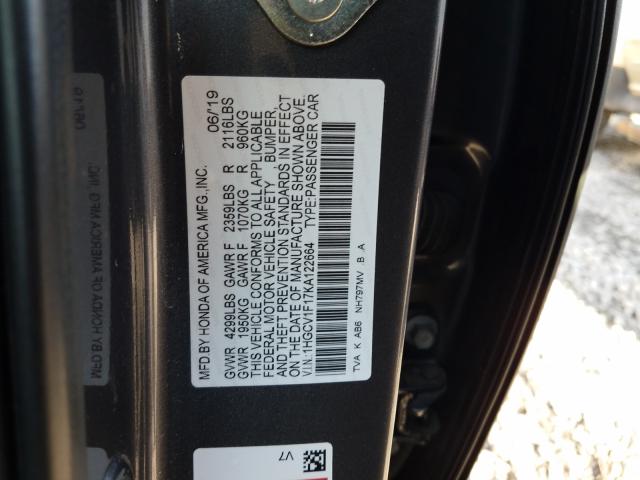 MFD.BY HONDA OF AMERICA MFG.,INC. 06/'19
GVWR 4299LBS GAWR F 2359LBS R 2116LBS
GVWR 1950KG GAWR F 1070KG R 960KG
THIS VEHICLE CONFORMS TO ALL APPLICABLE
FEDERAL MOTOR VEHICLE SAFETY, BUMPER,
AND THEFT PREVENTION STANDARDS IN EFFECT
ON THE DATE OF MANUFACTURE SHOWN ABOVE.
V.I.N.:1HGCV1F17KA122664 TYPE:PASSENGER CAR
TVA K AB6 NH797MV B A
V7